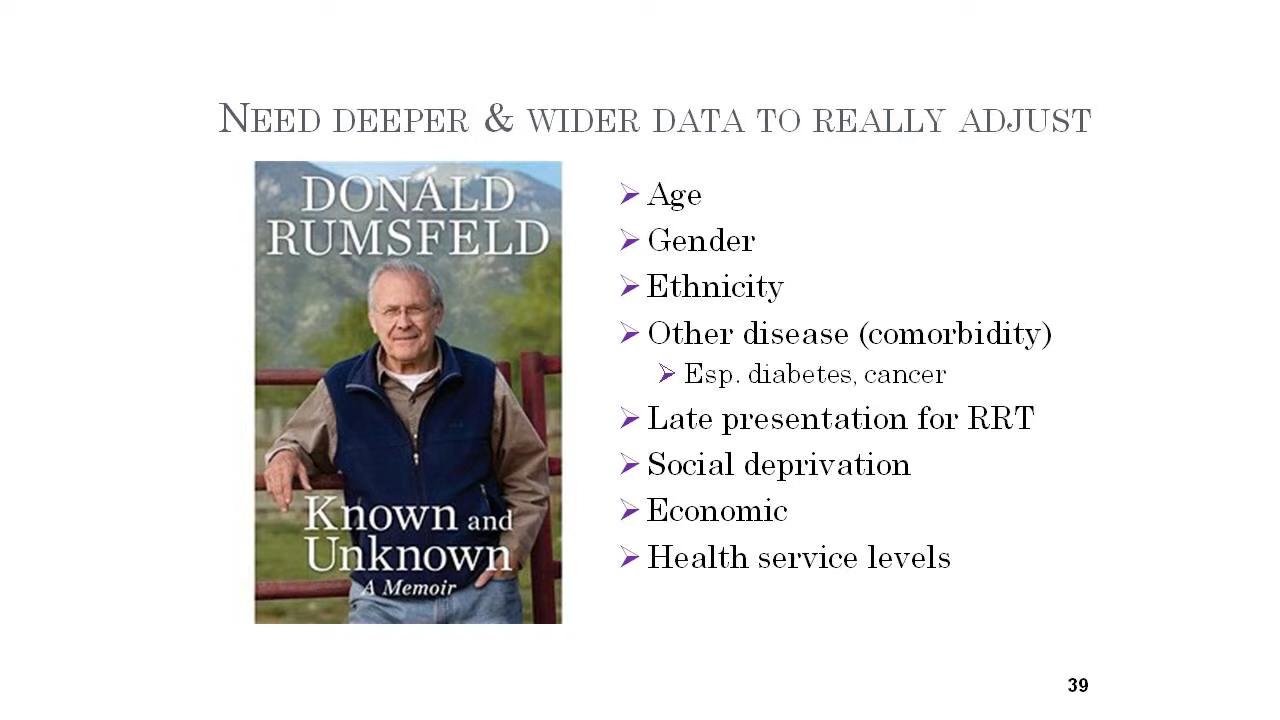 Need deeper & wider data to really adjust
DONALD
RUMSFELD
Known and
Unknown
A Memoir
Age
Gender
Ethnicity
Other disease (comorbidity)
Esp. diabetes, cancer
Late presentation for RRT
Social deprivation
Economic
Health service levels
39